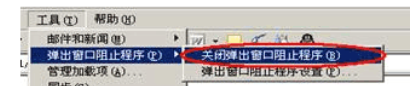 工具(T) 帮助(H)
邮件和新闻(M)
弹出窗口阻止程序(P)
关闭弹出窗口阻止程序(B)
管理加载项(A)...
弹出窗口阻止程序设置(P)...